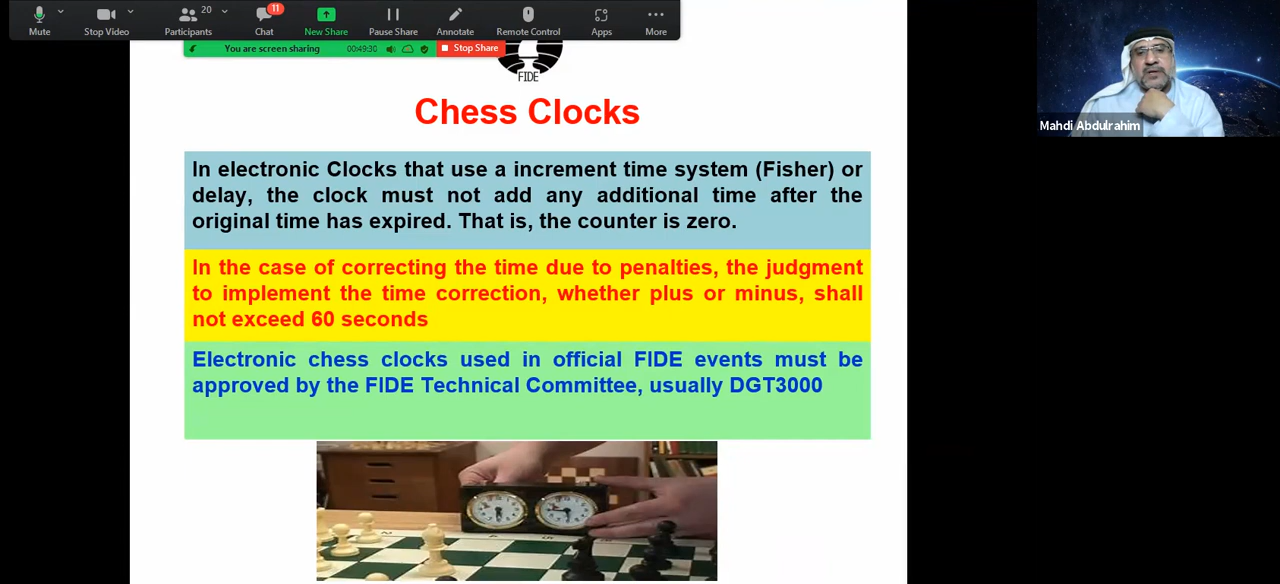 Mute
Stop Video
Participants
20
Chat
11
New Share
Pause Share
Annotate
Remote Control
Apps
More
You are screen sharing
00:49:30
Stop Share
FIDE
Mahdi Abdulrahim
Chess Clocks
In electronic Clocks that use a increment time system (Fisher) or
delay, the clock must not add any additional time after the
original time has expired. That is, the counter is zero.
In the case of correcting the time due to penalties, the judgment
to implement the time correction, whether plus or minus, shall
not exceed 60 seconds
Electronic chess clocks used in official FIDE events must be
approved by the FIDE Technical Committee, usually DGT3000